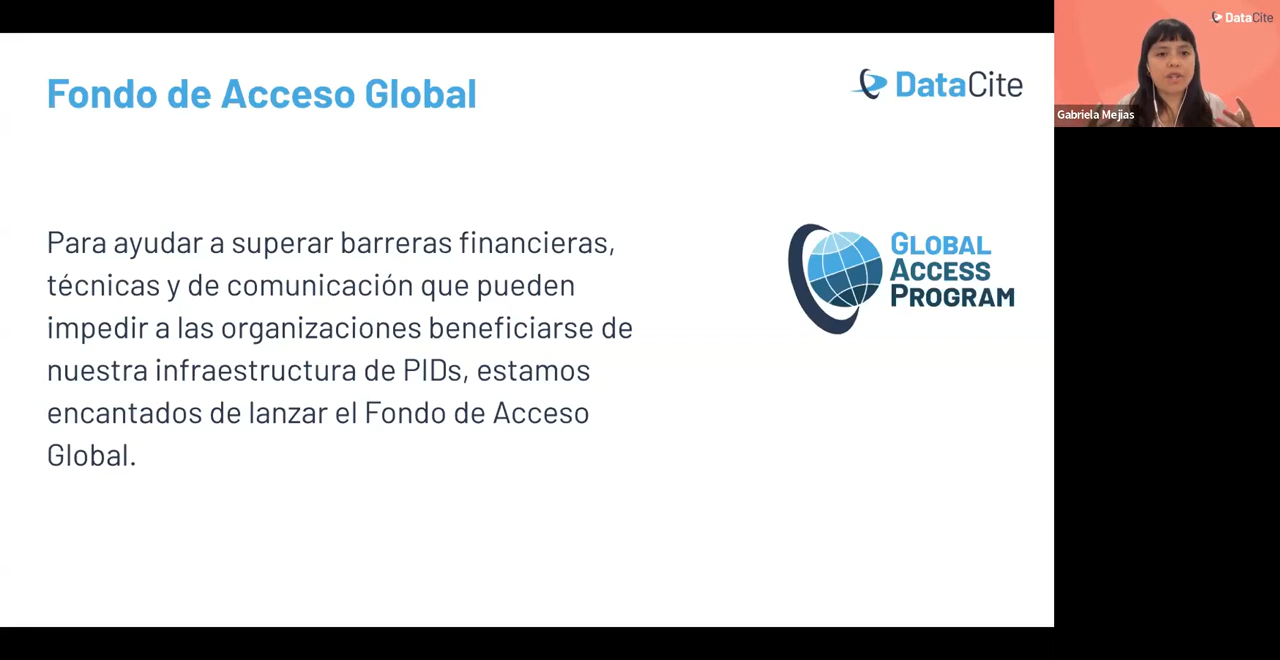 Fondo de Acceso Global
DataCite
Para ayudar a superar barreras financieras,
técnicas y de comunicación que pueden
impedir a las organizaciones beneficiarse de
nuestra infraestructura de PIDs, estamos
encantados de lanzar el Fondo de Acceso
Global.
GLOBAL
ACCESS
PROGRAM
DataCite
Gabriela Mejias